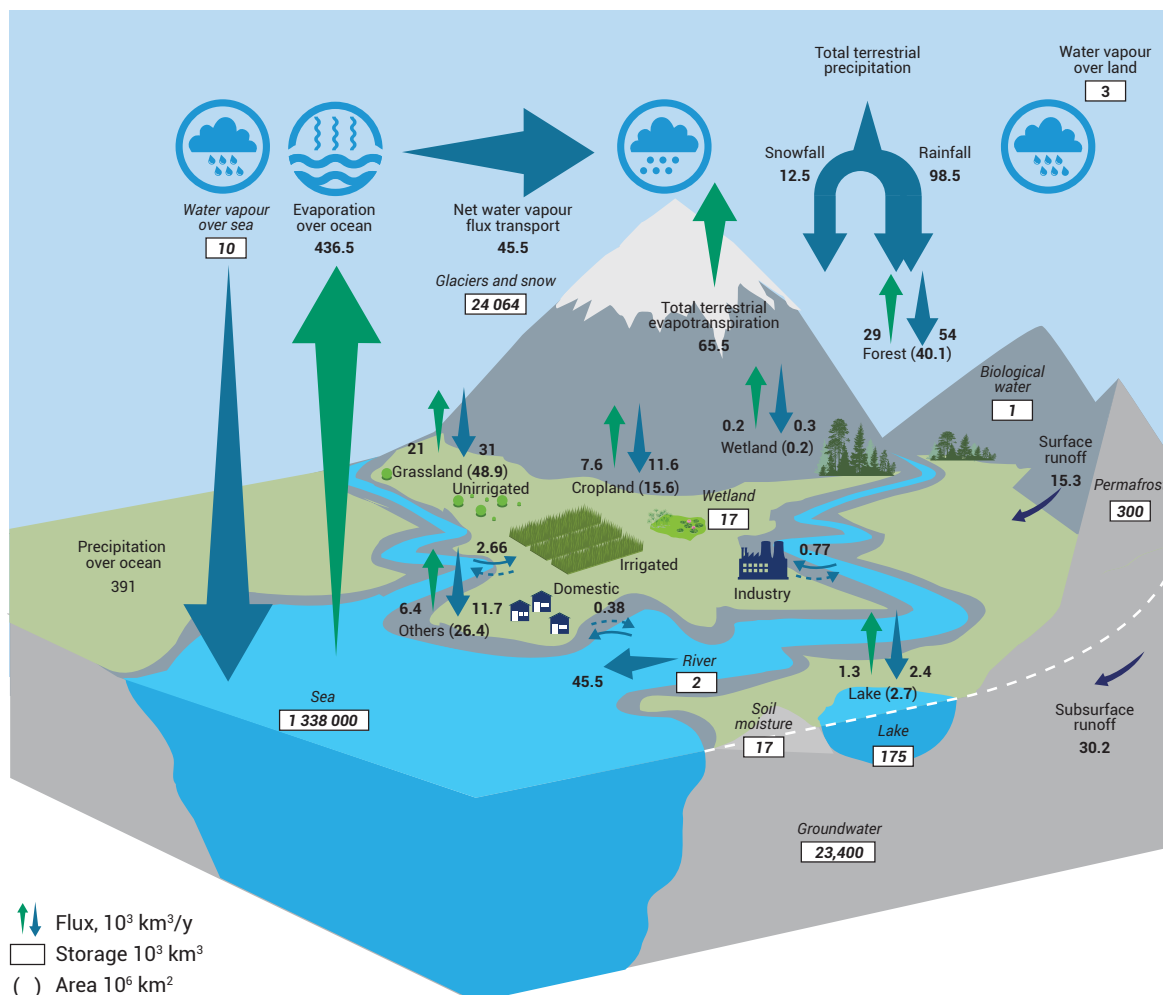 Total terrestrial
precipitation
Water vapour
over land
3
Snowfall
12.5
Rainfall
98.5
Water vapour
over sea
10
Evaporation
over ocean
436.5
Net water vapour
flux transport
45.5
Glaciers and snow
24 064
Total terrestrial
evapotranspiration
65.5
29 54
Forest (40.1)
Biological
water
1
Surface
runoff
15.3
Permafros
300
21 31
Grassland (48.9)
Unirrigated
7.6 11.6
Cropland (15.6)
0.2 0.3
Wetland (0.2)
Wetland
17
Precipitation
over ocean
391
2.66
Irrigated
0.77
Industry
Domestic
0.38
6.4 11.7
Others (26.4)
45.5
River
2
1.3 2.4
Lake (2.7)
Sea
1 338 000
Soil
moisture
17
Lake
175
Subsurface
runoff
30.2
Groundwater
23,400
Flux, 10³ km³/y
Storage 10³ km³
( ) Area 10⁶ km²